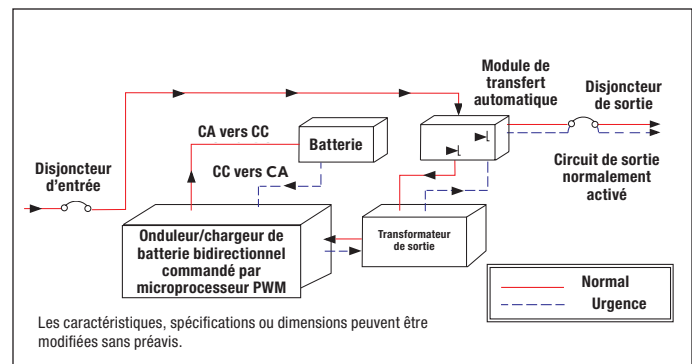 Module de
transfert
automatique
Disjoncteur
de sortie
CA vers CC
Batterie
Disjoncteur
d'entrée
CC vers CA
Circuit de sortie
normalement
activé
Onduleur/chargeur de
batterie bidirectionnel
commandé par
microprocesseur PWM
Transformateur
de sortie
Normal
Urgence
Les caractéristiques, spécifications ou dimensions peuvent être
modifiées sans préavis.